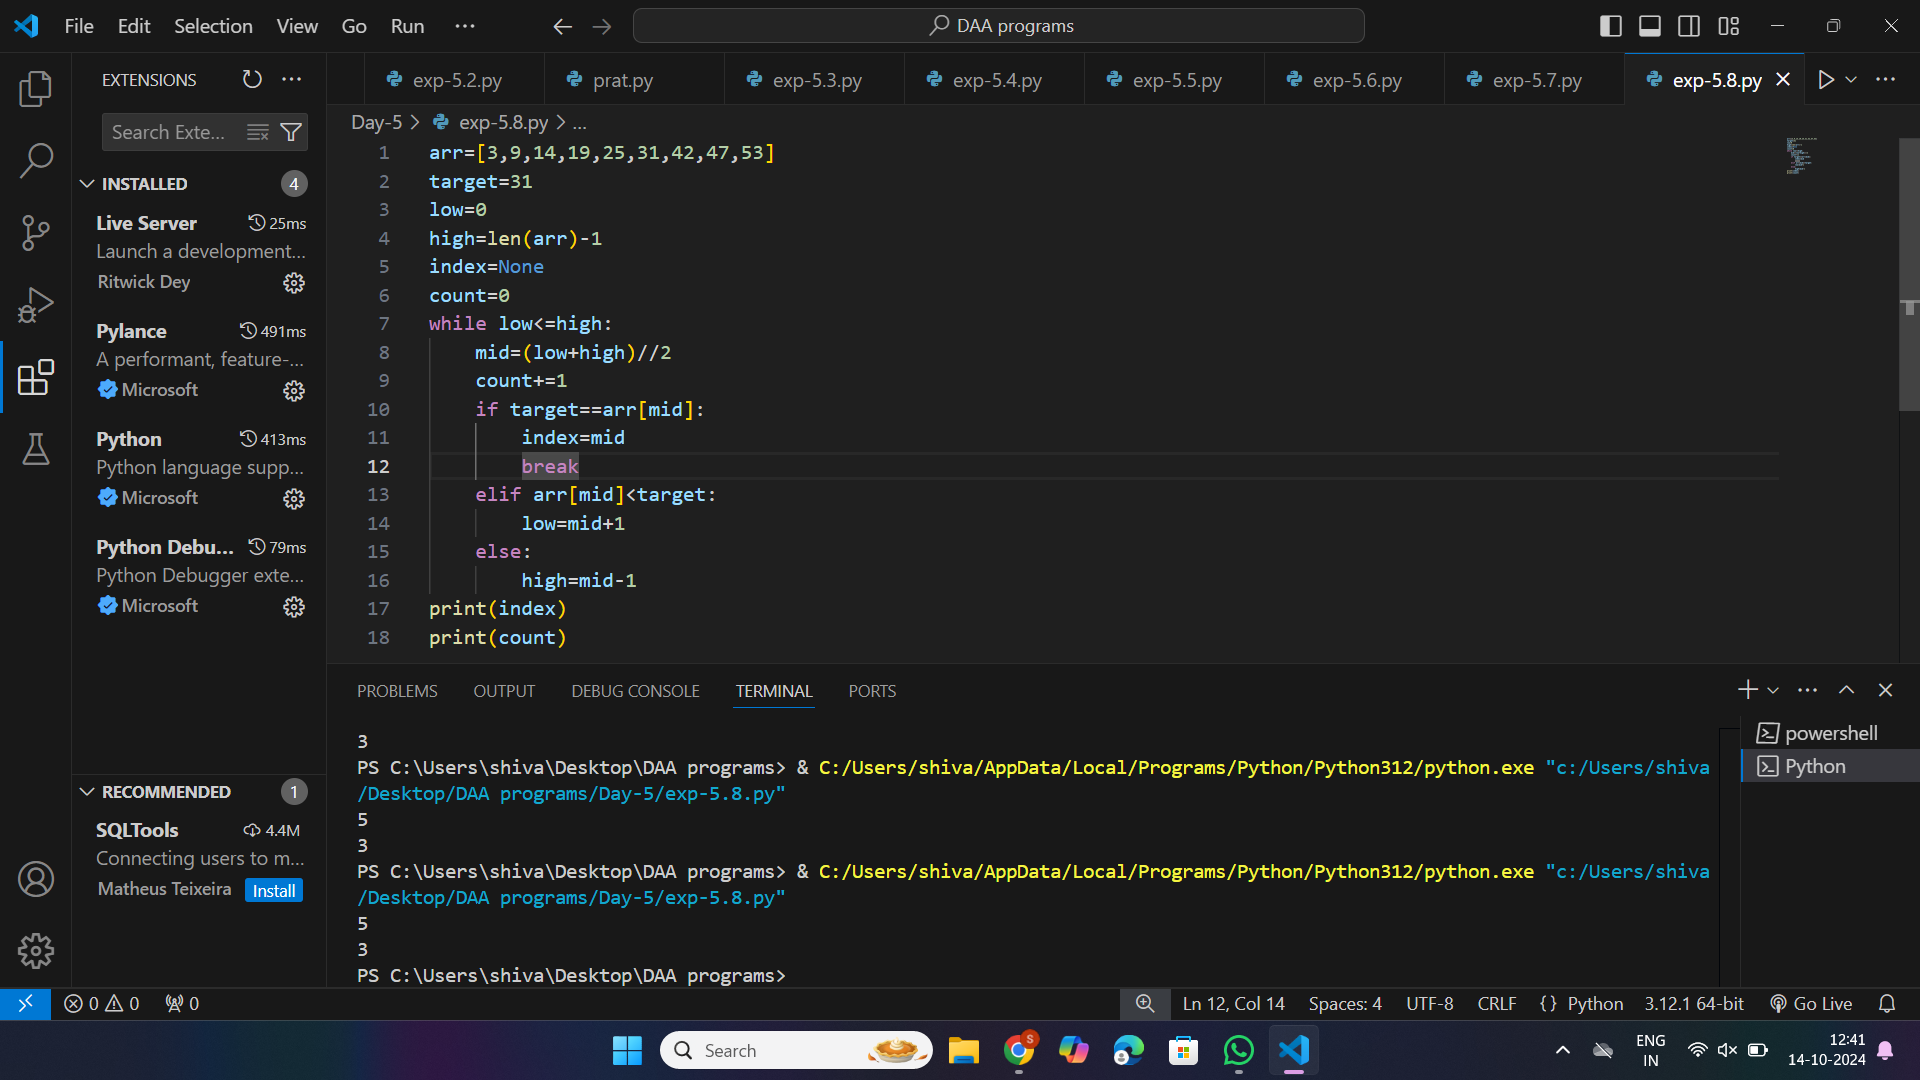 File Edit Selection View Go Run ···
DAA programs
EXTENSIONS
Search Exte...
INSTALLED 4
Live Server 25ms
Launch a development...
Ritwick Dey
Pylance 491ms
A performant, feature-...
Microsoft
Python 413ms
Python language supp...
Microsoft
Python Debu... 79ms
Python Debugger exte...
Microsoft
RECOMMENDED 1
SQLTools 4.4M
Connecting users to m...
Matheus Teixeira Install
exp-5.2.py prat.py exp-5.3.py exp-5.4.py exp-5.5.py exp-5.6.py exp-5.7.py exp-5.8.py
Day-5 > exp-5.8.py > ...
1 arr=[3,9,14,19,25,31,42,47,53]
2 target=31
3 low=0
4 high=len(arr)-1
5 index=None
6 count=0
7 while low<=high:
8 mid=(low+high)//2
9 count+=1
10 if target==arr[mid]:
11 index=mid
12 break
13 elif arr[mid]<target:
14 low=mid+1
15 else:
16 high=mid-1
17 print(index)
18 print(count)
PROBLEMS OUTPUT DEBUG CONSOLE TERMINAL PORTS
3
PS C:\Users\shiva\Desktop\DAA programs> & C:/Users/shiva/AppData/Local/Programs/Python/Python312/python.exe "c:/Users/shiva
/Desktop/DAA programs/Day-5/exp-5.8.py"
5
3
PS C:\Users\shiva\Desktop\DAA programs> & C:/Users/shiva/AppData/Local/Programs/Python/Python312/python.exe "c:/Users/shiva
/Desktop/DAA programs/Day-5/exp-5.8.py"
5
3
PS C:\Users\shiva\Desktop\DAA programs>
powershell
Python
0 0 0
Ln 12, Col 14 Spaces: 4 UTF-8 CRLF {} Python 3.12.1 64-bit Go Live
Search
S
ENG
IN
12:41
14-10-2024